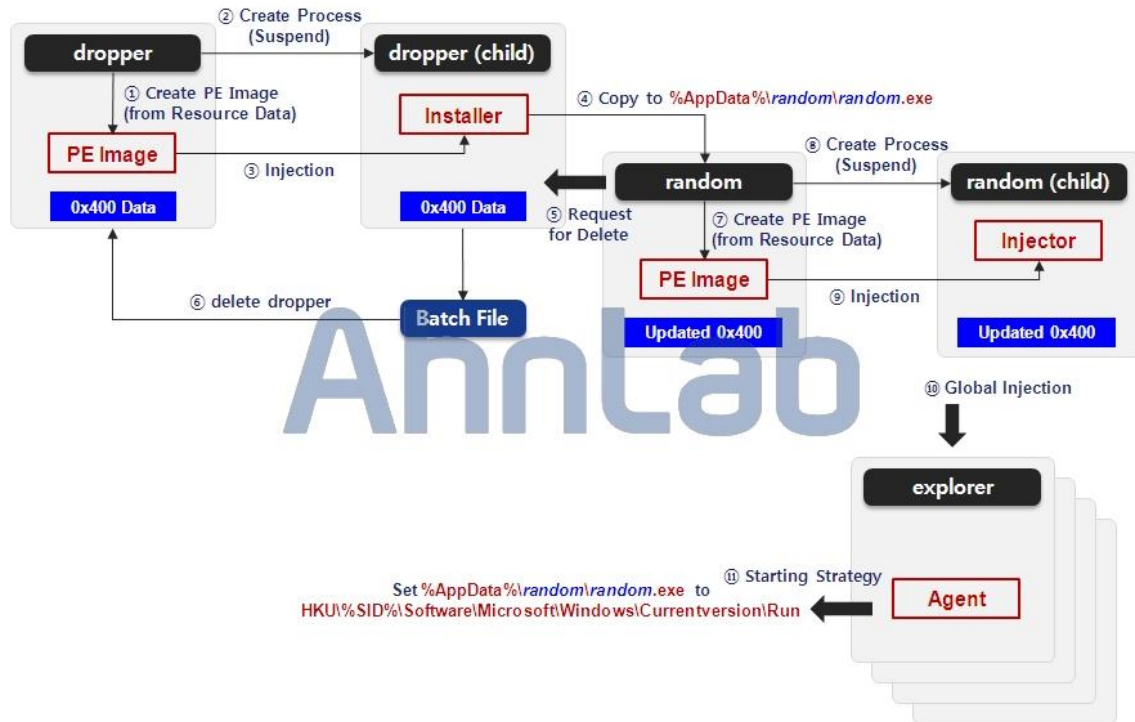 ② Create Process
(Suspend)
dropper
dropper (child)
① Create PE Image
(from Resource Data)
Installer
④ Copy to %AppData%\random\random.exe
PE Image
③ Injection
⑧ Create Process
(Suspend)
random
random (child)
0x400 Data
0x400 Data
⑤ Request
for Delete
⑦ Create PE Image
(from Resource Data)
Injector
PE Image
⑨ Injection
⑥ delete dropper
Batch File
Updated 0x400
Updated 0x400
AhnLab
⑩ Global Injection
explorer
⑪ Starting Strategy
Set %AppData%\random\random.exe to
HKU\%SID%\Software\Microsoft\Windows\Currentversion\Run
Agent